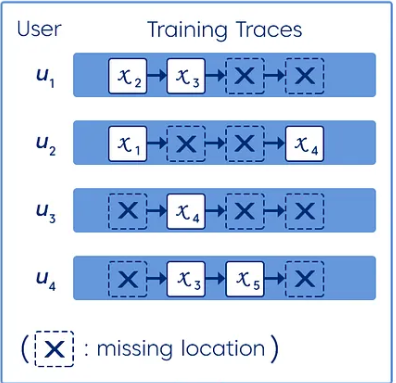 User Training Traces
u₁ x₂ → x₃ → X → X
u₂ x₁ → X → X → x₄
u₃ X → x₄ → X → X
u₄ X → x₃ → x₅ → X
( X : missing location )